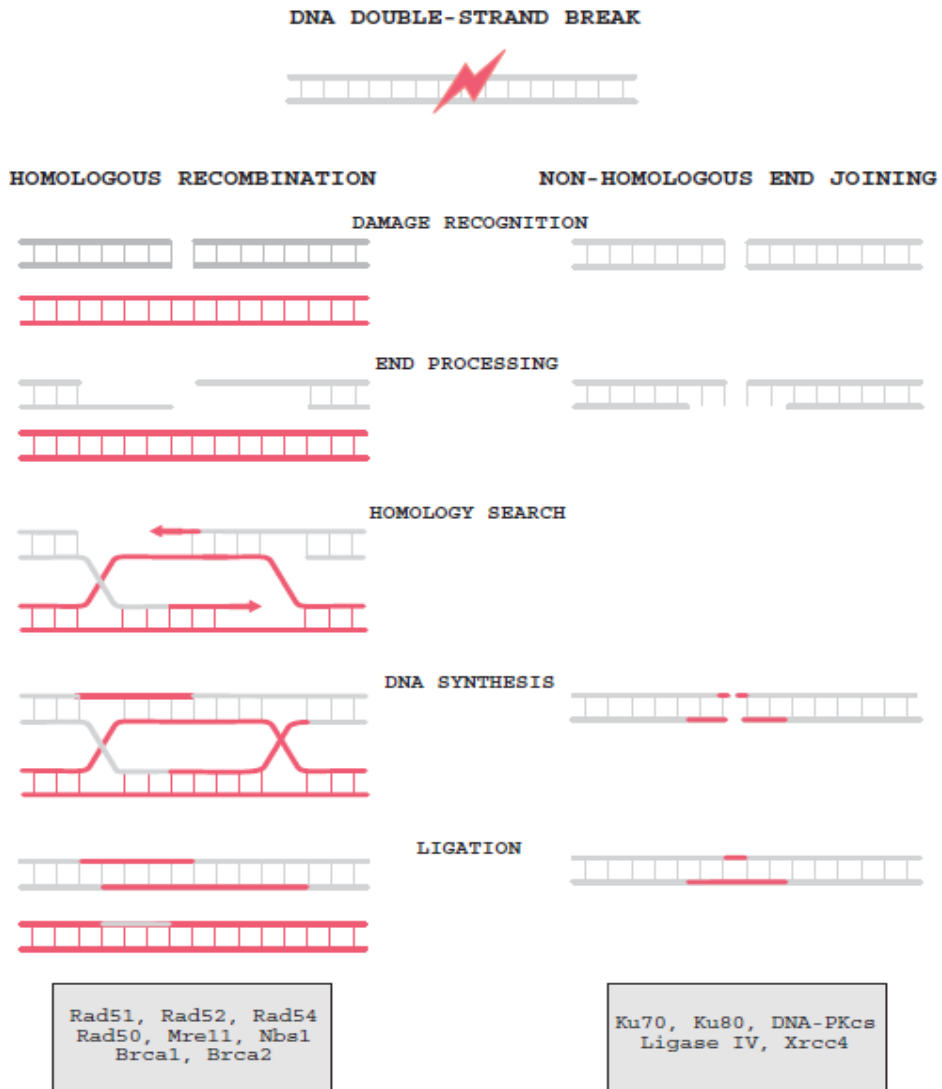 DNA DOUBLE-STRAND BREAK
HOMOLOGOUS RECOMBINATION
NON-HOMOLOGOUS END JOINING
DAMAGE RECOGNITION
END PROCESSING
HOMOLOGY SEARCH
DNA SYNTHESIS
LIGATION
Rad51, Rad52, Rad54
Rad50, Mre11, Nbs1
Brca1, Brca2
Ku70, Ku80, DNA-PKcs
Ligase IV, Xrcc4